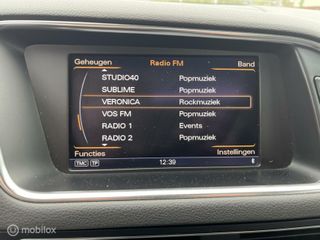 Geheugen Radio FM Band
STUDIO40 Popmuziek
SUBLIME Popmuziek
VERONICA Rockmuziek
VOS FM Popmuziek
RADIO 1 Events
RADIO 2 Popmuziek
Functies Instellingen
TMC TP 12:39
mobilox